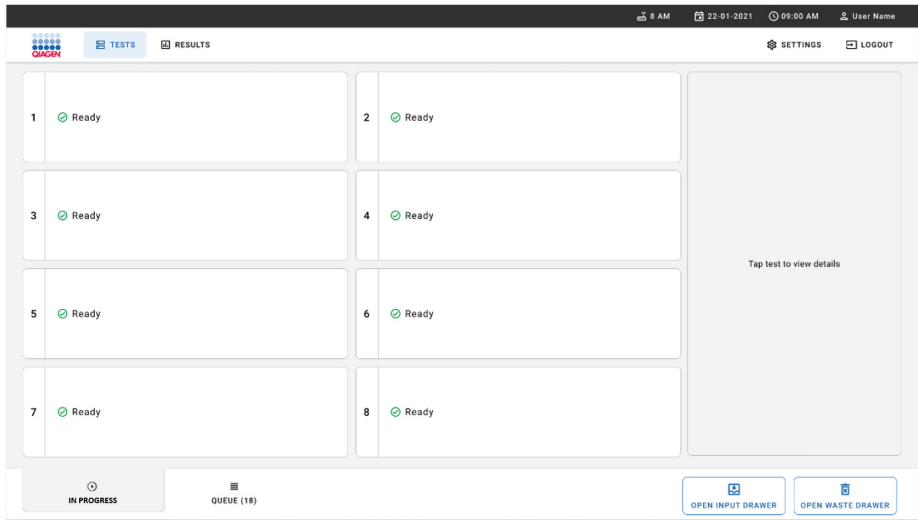 8 AM 22-01-2021 09:00 AM User Name
QIAGEN TESTS RESULTS SETTINGS LOGOUT
1 Ready 2 Ready
3 Ready 4 Ready
Tap test to view details
5 Ready 6 Ready
7 Ready 8 Ready
IN PROGRESS QUEUE (18) OPEN INPUT DRAWER OPEN WASTE DRAWER